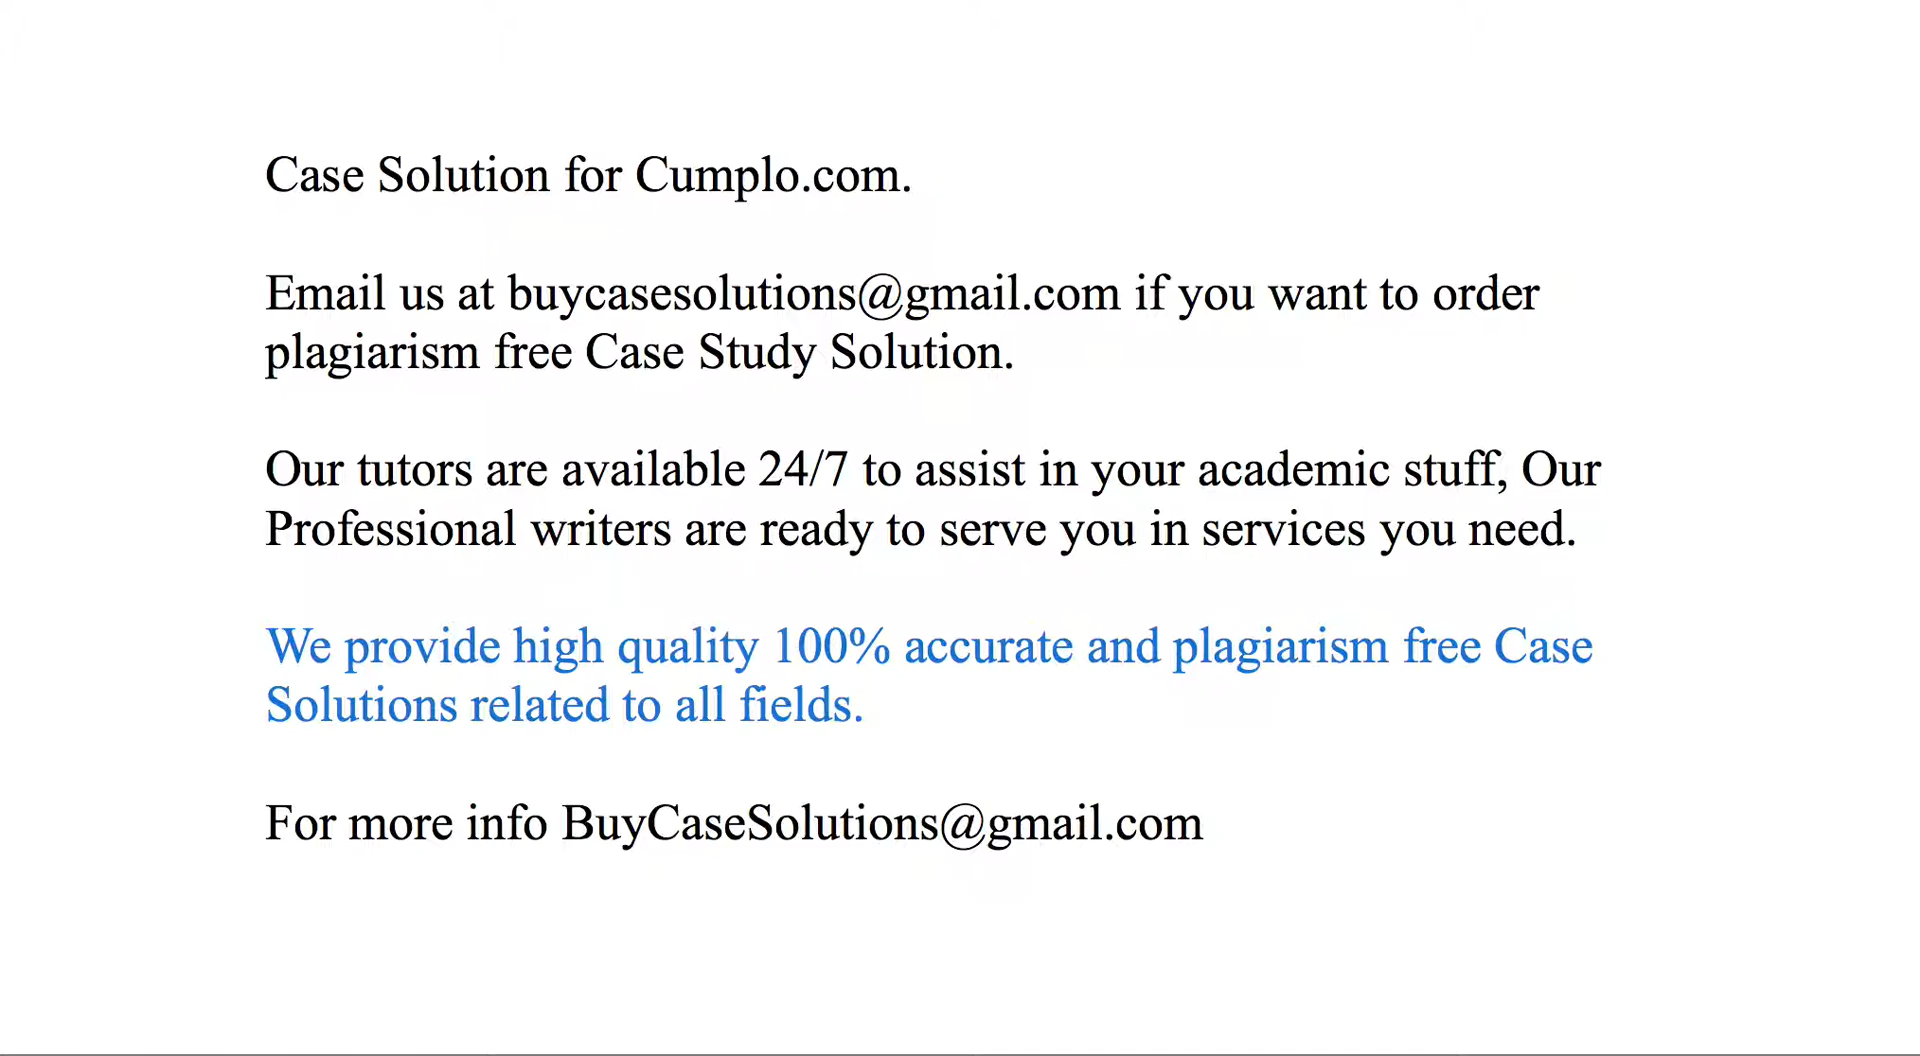 Case Solution for Cumplo.com.
Email us at buycasesolutions@gmail.com if you want to order
plagiarism free Case Study Solution.
Our tutors are available 24/7 to assist in your academic stuff, Our
Professional writers are ready to serve you in services you need.
We provide high quality 100% accurate and plagiarism free Case
Solutions related to all fields.
For more info BuyCaseSolutions@gmail.com